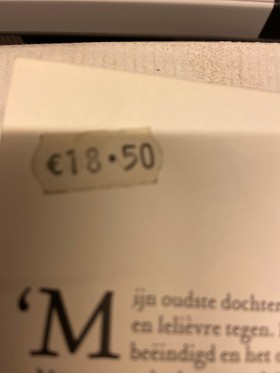 €18.50
‘Mijn oudste dochter
en lelièvre tegen.
beëindigd en het